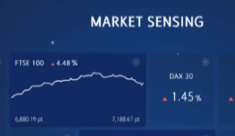 MARKET SENSING
FTSE 100 ▲ 4.48 %
DAX 30
▲ 1.45 %
6,880.19 pt 7,188.67 pt